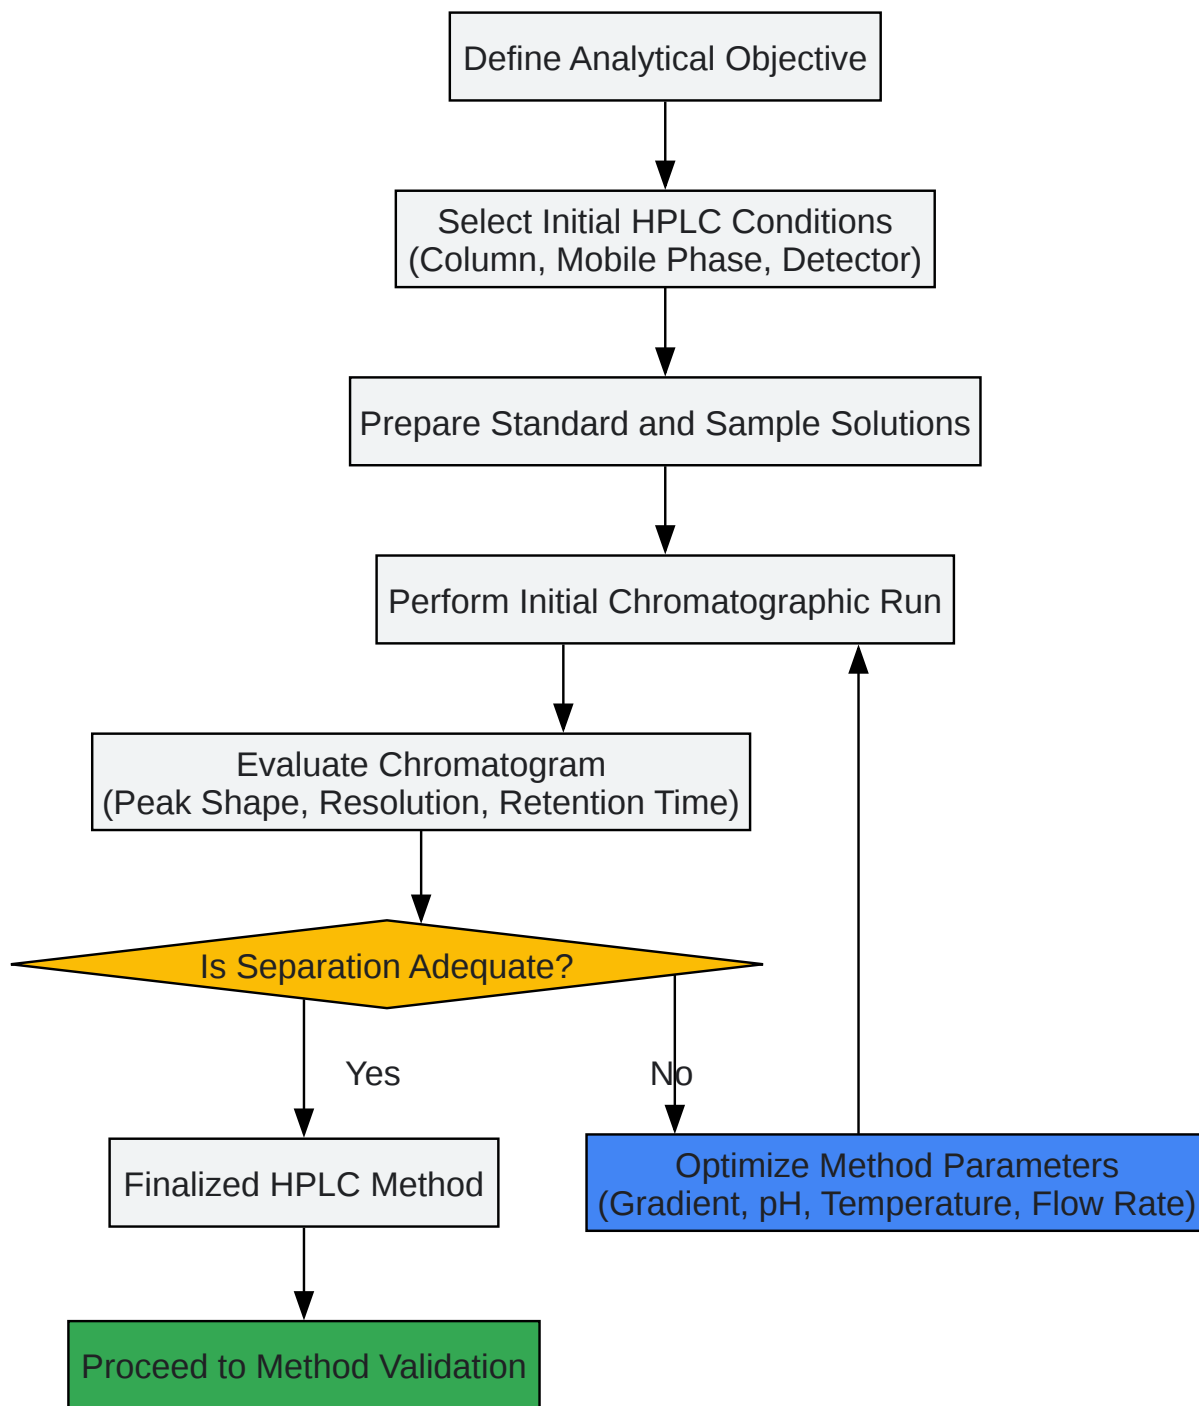 Define Analytical Objective
Select Initial HPLC Conditions
(Column, Mobile Phase, Detector)
Prepare Standard and Sample Solutions
Perform Initial Chromatographic Run
Evaluate Chromatogram
(Peak Shape, Resolution, Retention Time)
Is Separation Adequate?
Yes
No
Finalized HPLC Method
Optimize Method Parameters
(Gradient, pH, Temperature, Flow Rate)
Proceed to Method Validation